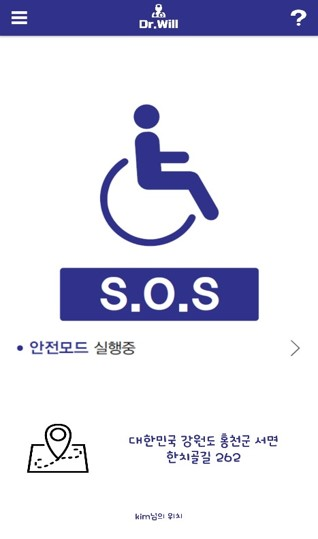 Dr.Will
?
S.O.S
• 안전모드 실행중
대한민국 강원도 홍천군 서면
한치골길 262
kim님의 위치